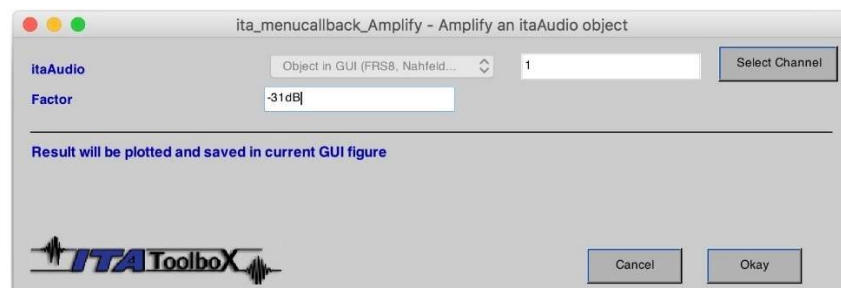 ita_menucallback_Amplify - Amplify an itaAudio object
itaAudio Object in GUI (FRS8, Nahfeld... 1 Select Channel
Factor -31dB
Result will be plotted and saved in current GUI figure
ITA ToolboX Cancel Okay